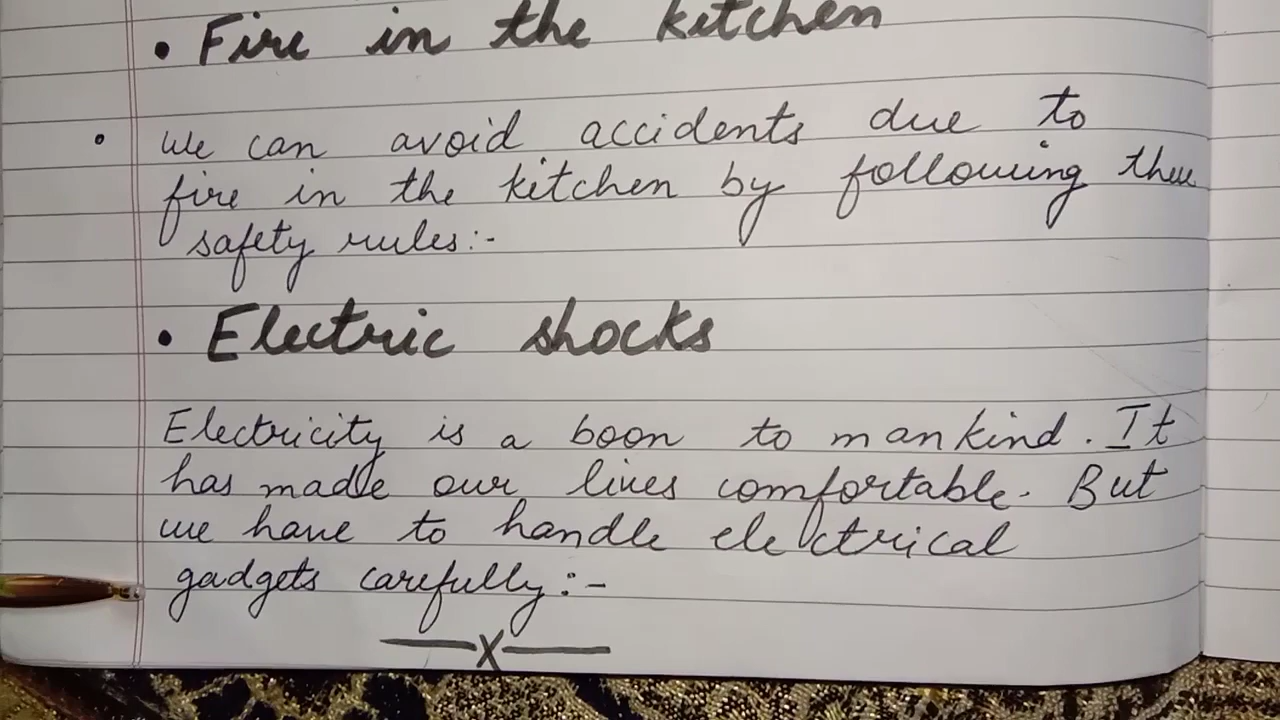 • Fire in the kitchen
• We can avoid accidents due to
fire in the kitchen by following these
safety rules:-
• Electric shocks
Electricity is a boon to mankind. It
has made our lives comfortable. But
we have to handle electrical
gadgets carefully:-
—x—